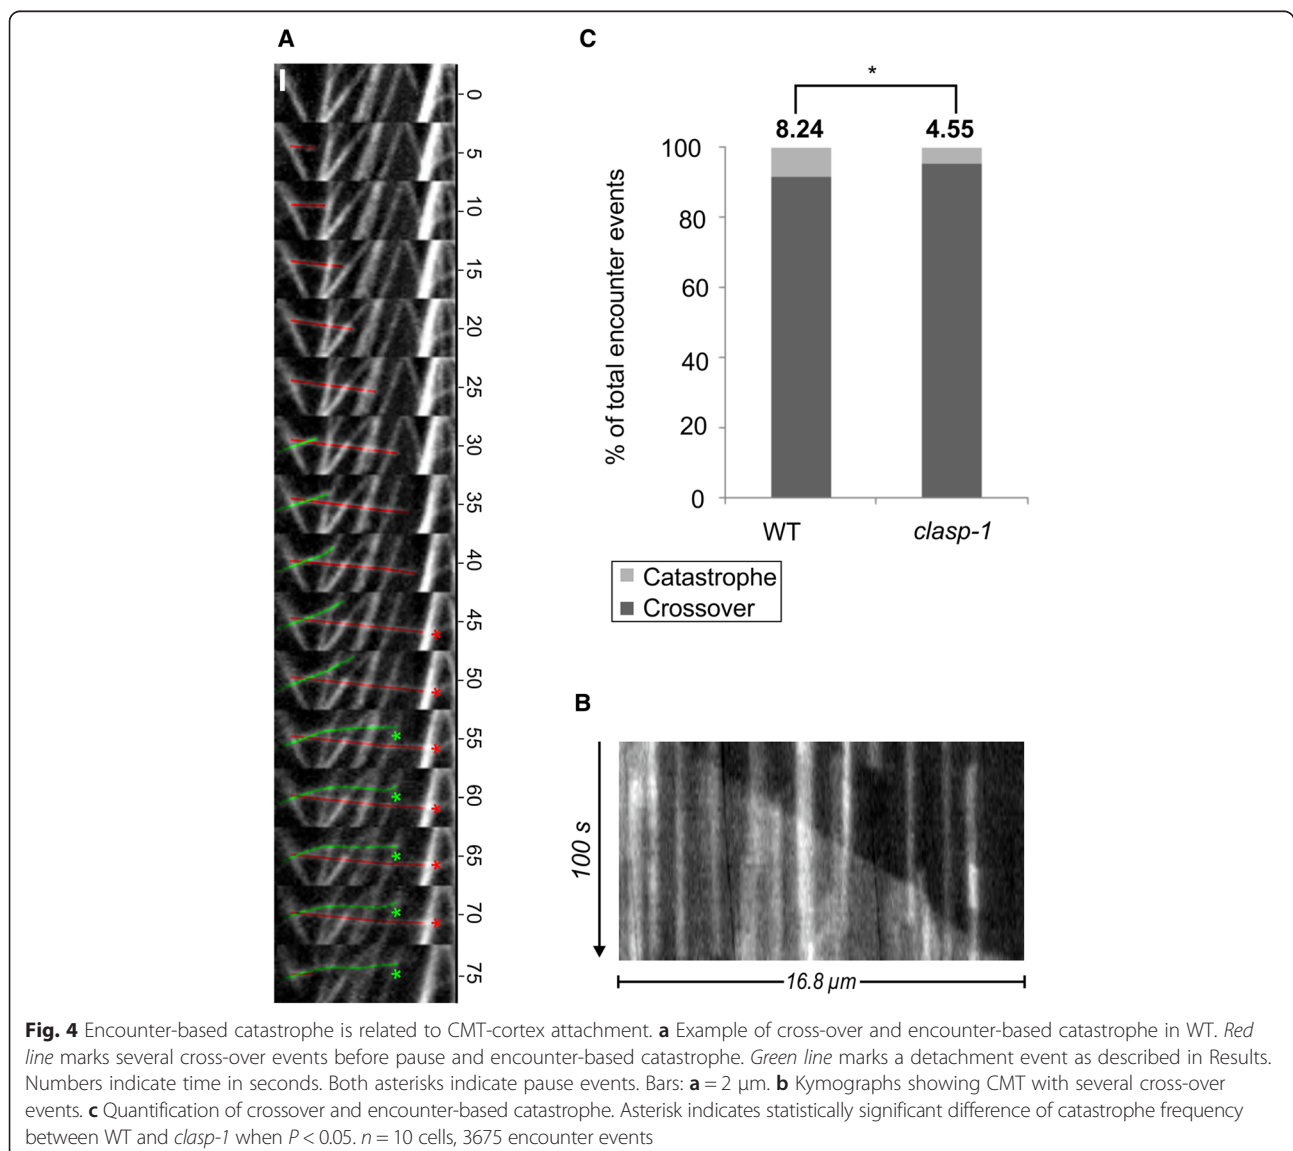 A
0
5
10
15
20
25
30
35
40
45
50
55
60
65
70
75
*
*
*
*
*
*
*
*
*
*
*
C
*
8.24
4.55
% of total encounter events
100
80
60
40
20
0
WT
clasp-1
Catastrophe
Crossover
B
100 s
16.8 µm
Fig. 4 Encounter-based catastrophe is related to CMT-cortex attachment. a Example of cross-over and encounter-based catastrophe in WT. Red
line marks several cross-over events before pause and encounter-based catastrophe. Green line marks a detachment event as described in Results.
Numbers indicate time in seconds. Both asterisks indicate pause events. Bars: a = 2 µm. b Kymographs showing CMT with several cross-over
events. c Quantification of crossover and encounter-based catastrophe. Asterisk indicates statistically significant difference of catastrophe frequency
between WT and clasp-1 when P < 0.05. n = 10 cells, 3675 encounter events